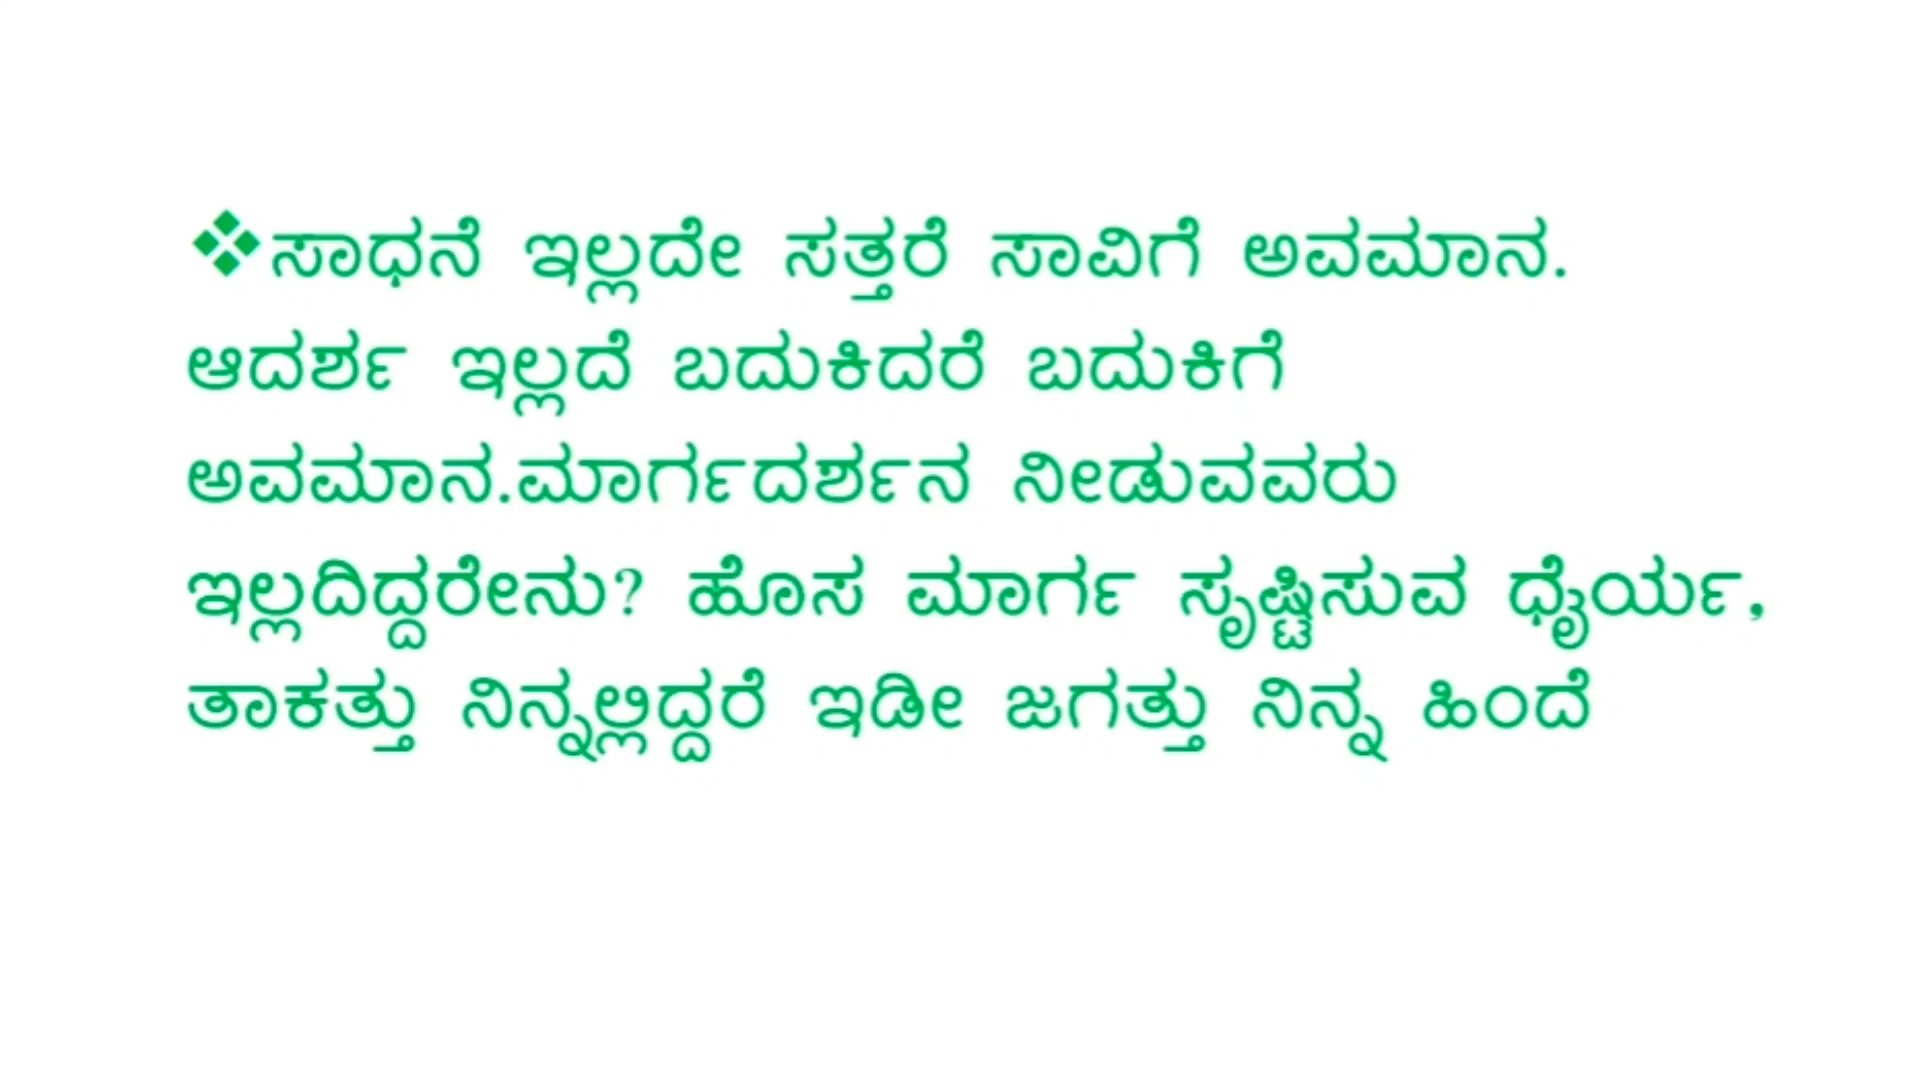 ❖ಸಾಧನೆ ಇಲ್ಲದೇ ಸತ್ತರೆ ಸಾವಿಗೆ ಅವಮಾನ.
ಆದರ್ಶ ಇಲ್ಲದೆ ಬದುಕಿದರೆ ಬದುಕಿಗೆ
ಅವಮಾನ.ಮಾರ್ಗದರ್ಶನ ನೀಡುವವರು
ಇಲ್ಲದಿದ್ದರೇನು? ಹೊಸ ಮಾರ್ಗ ಸೃಷ್ಟಿಸುವ ಧೈರ್ಯ,
ತಾಕತ್ತು ನಿನ್ನಲ್ಲಿದ್ದರೆ ಇಡೀ ಜಗತ್ತು ನಿನ್ನ ಹಿಂದೆ